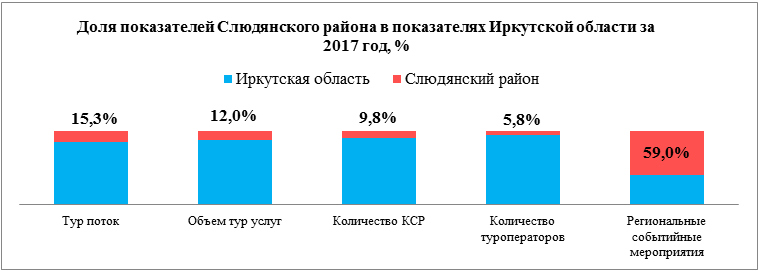 Доля показателей Слюдянского района в показателях Иркутской области за
2017 год, %
Иркутская область Слюдянский район
15,3% 12,0% 9,8% 5,8% 59,0%
Тур поток Объем тур услуг Количество КСР Количество
туроператоров Региональные
событийные
мероприятия